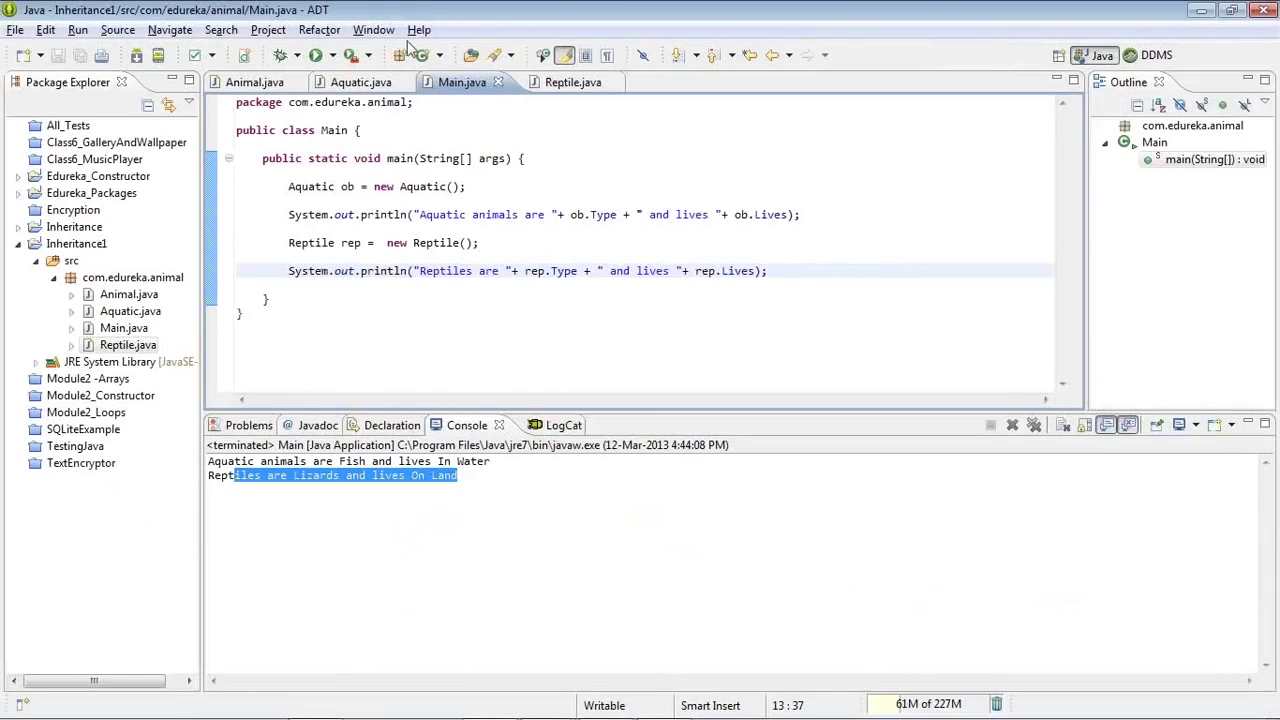 Java - Inheritance1/src/com/edureka/animal/Main.java - ADT
File Edit Run Source Navigate Search Project Refactor Window Help
Java DDMS
Package Explorer
All_Tests
Class6_GalleryAndWallpaper
Class6_MusicPlayer
Edureka_Constructor
Edureka_Packages
Encryption
Inheritance
Inheritance1
src
com.edureka.animal
Animal.java
Aquatic.java
Main.java
Reptile.java
JRE System Library [JavaSE-
Module2 -Arrays
Module2_Constructor
Module2_Loops
SQLiteExample
TestingJava
TextEncryptor
Animal.java Aquatic.java Main.java Reptile.java
package com.edureka.animal;
public class Main {
public static void main(String[] args) {
Aquatic ob = new Aquatic();
System.out.println("Aquatic animals are "+ ob.Type + " and lives "+ ob.Lives);
Reptile rep =  new Reptile();
System.out.println("Reptiles are "+ rep.Type + " and lives "+ rep.Lives);
}
}
Outline
com.edureka.animal
Main
main(String[]) : void
Problems Javadoc Declaration Console LogCat
<terminated> Main [Java Application] C:\Program Files\Java\jre7\bin\javaw.exe (12-Mar-2013 4:44:08 PM)
Aquatic animals are Fish and lives In Water
Reptiles are Lizards and lives On Land
Writable Smart Insert 13 : 37 61M of 227M